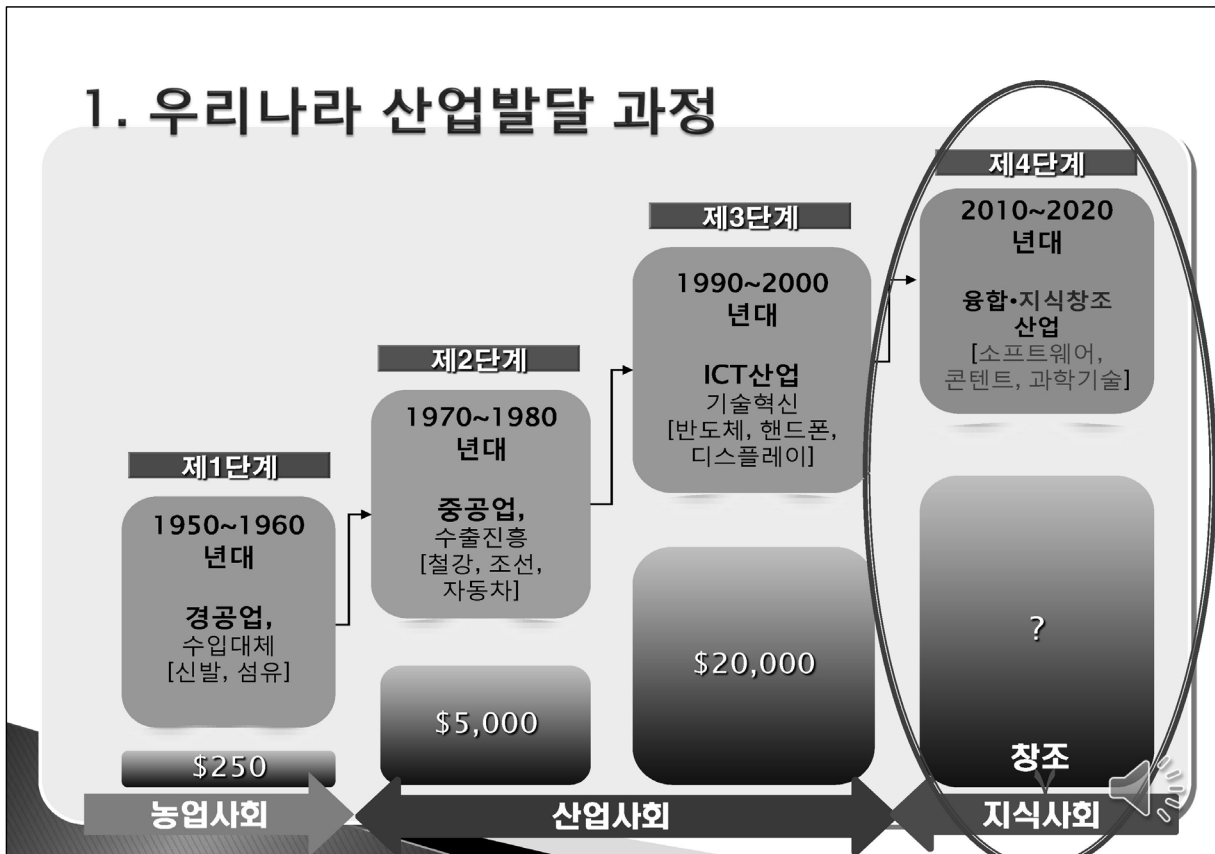 1. 우리나라 산업발달 과정
제1단계
1950~1960
년대
경공업,
수입대체
[신발, 섬유]
$250
제2단계
1970~1980
년대
중공업,
수출진흥
[철강, 조선,
자동차]
$5,000
제3단계
1990~2000
년대
ICT산업
기술혁신
[반도체, 핸드폰,
디스플레이]
$20,000
제4단계
2010~2020
년대
융합•지식창조
산업
[소프트웨어,
콘텐트, 과학기술]
?
창조
농업사회
산업사회
지식사회